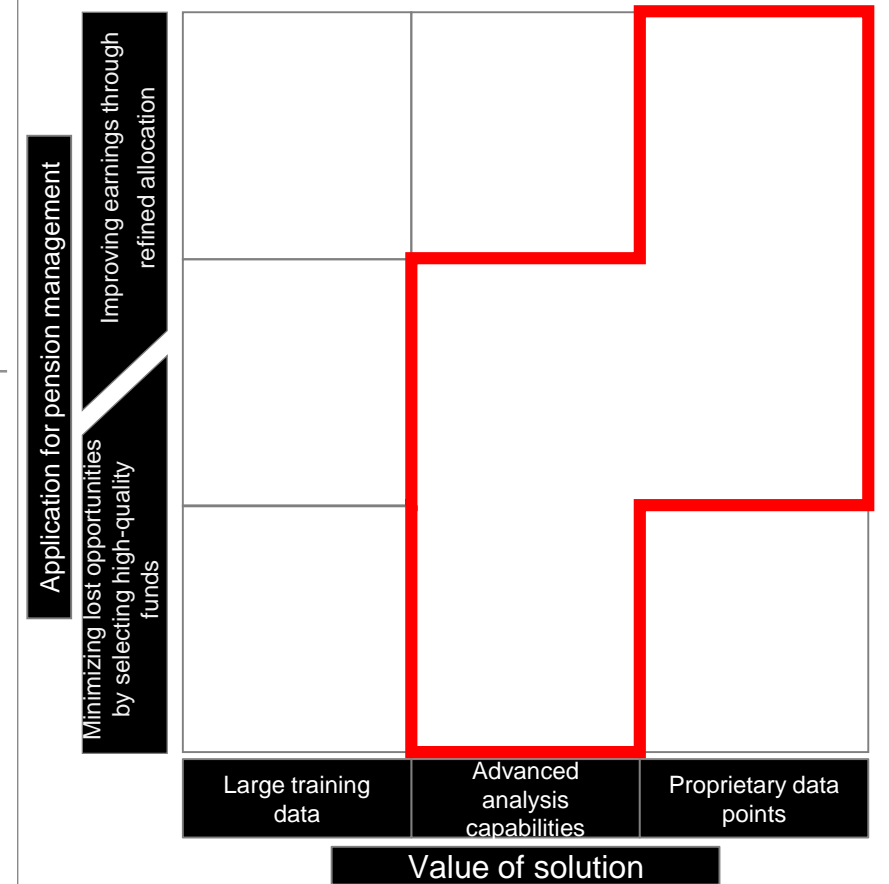 Application for pension management
Improving earnings through
refined allocation
Minimizing lost opportunities
by selecting high-quality
funds
Large training
data
Advanced
analysis
capabilities
Proprietary data
points
Value of solution